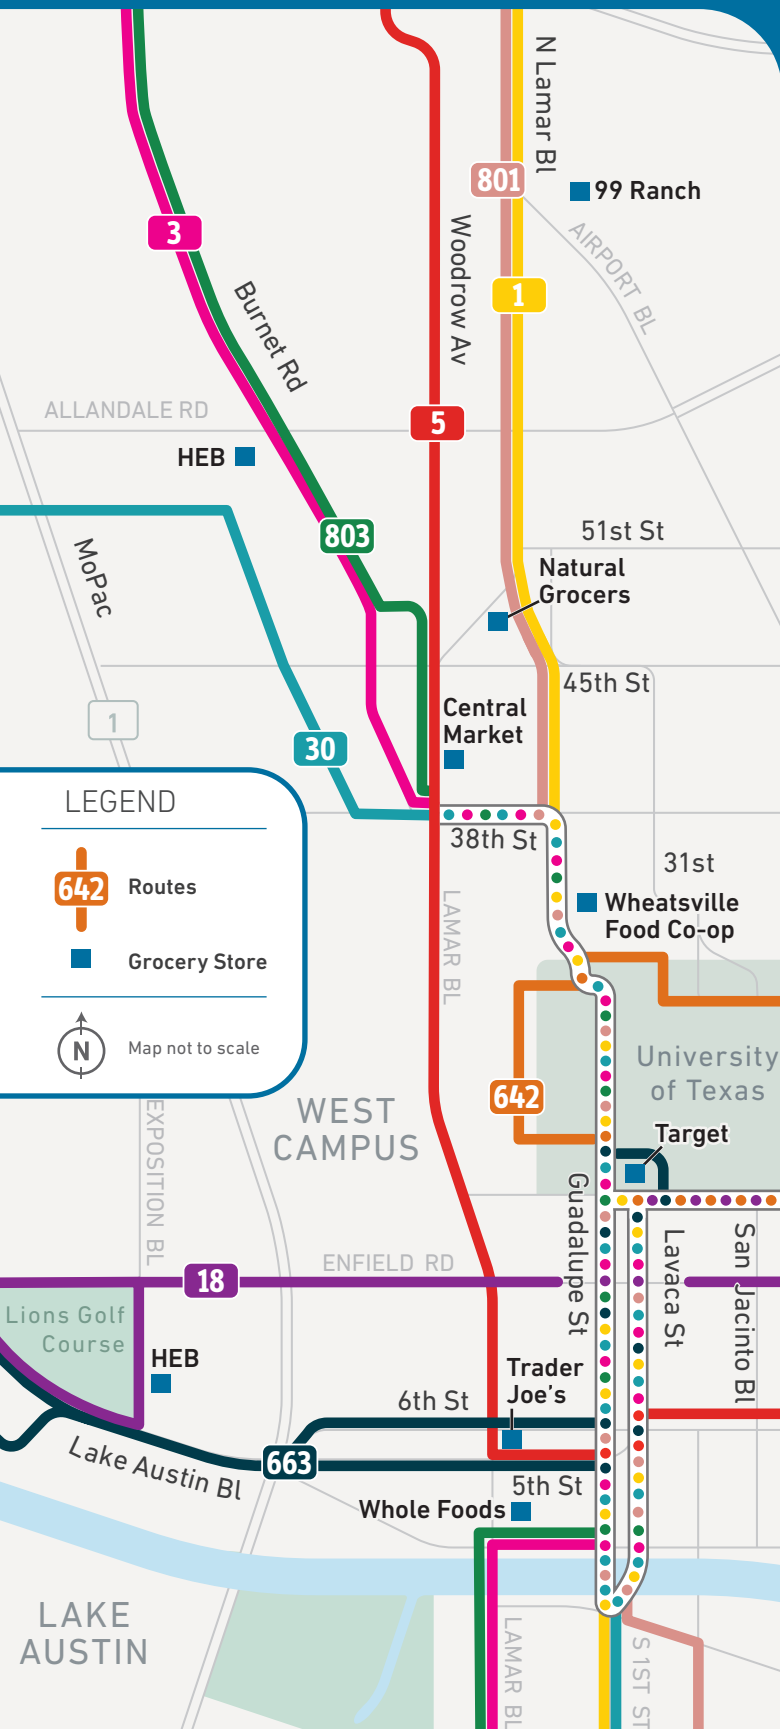 N Lamar Bl
801
99 Ranch
3
Woodrow Av
AIRPORT BL
1
Burnet Rd
ALLANDALE RD
5
HEB
803
51st St
MoPac
Natural
Grocers
45th St
1
Central
Market
30
LEGEND
38th St
31st
642
Routes
LAMAR BL
Wheatsville
Food Co-op
Grocery Store
N
Map not to scale
University
of Texas
642
WEST
CAMPUS
EXPOSITION BL
Target
Guadalupe St
Lavaca St
San Jacinto Bl
ENFIELD RD
18
Lions Golf
Course
HEB
Trader
Joe's
6th St
Lake Austin Bl
663
5th St
Whole Foods
LAKE
AUSTIN
LAMAR BL
S 1ST ST